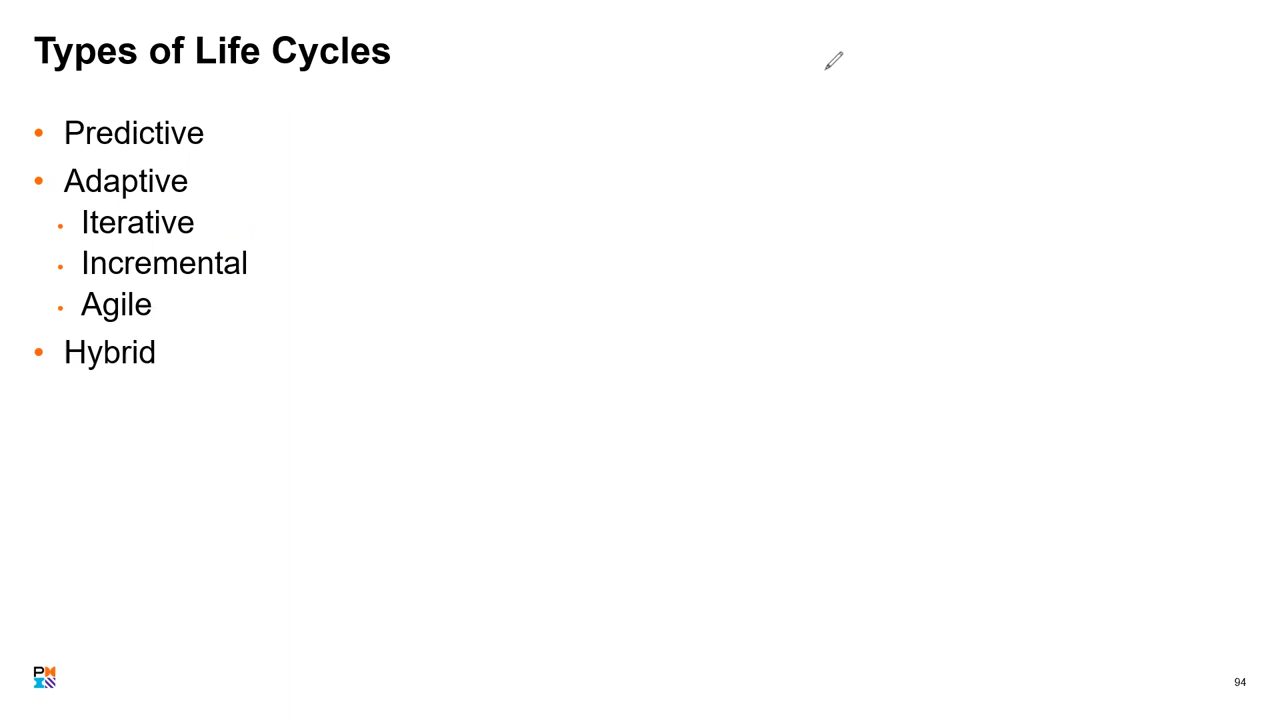 Types of Life Cycles
• Predictive
• Adaptive
• Iterative
• Incremental
• Agile
• Hybrid
94